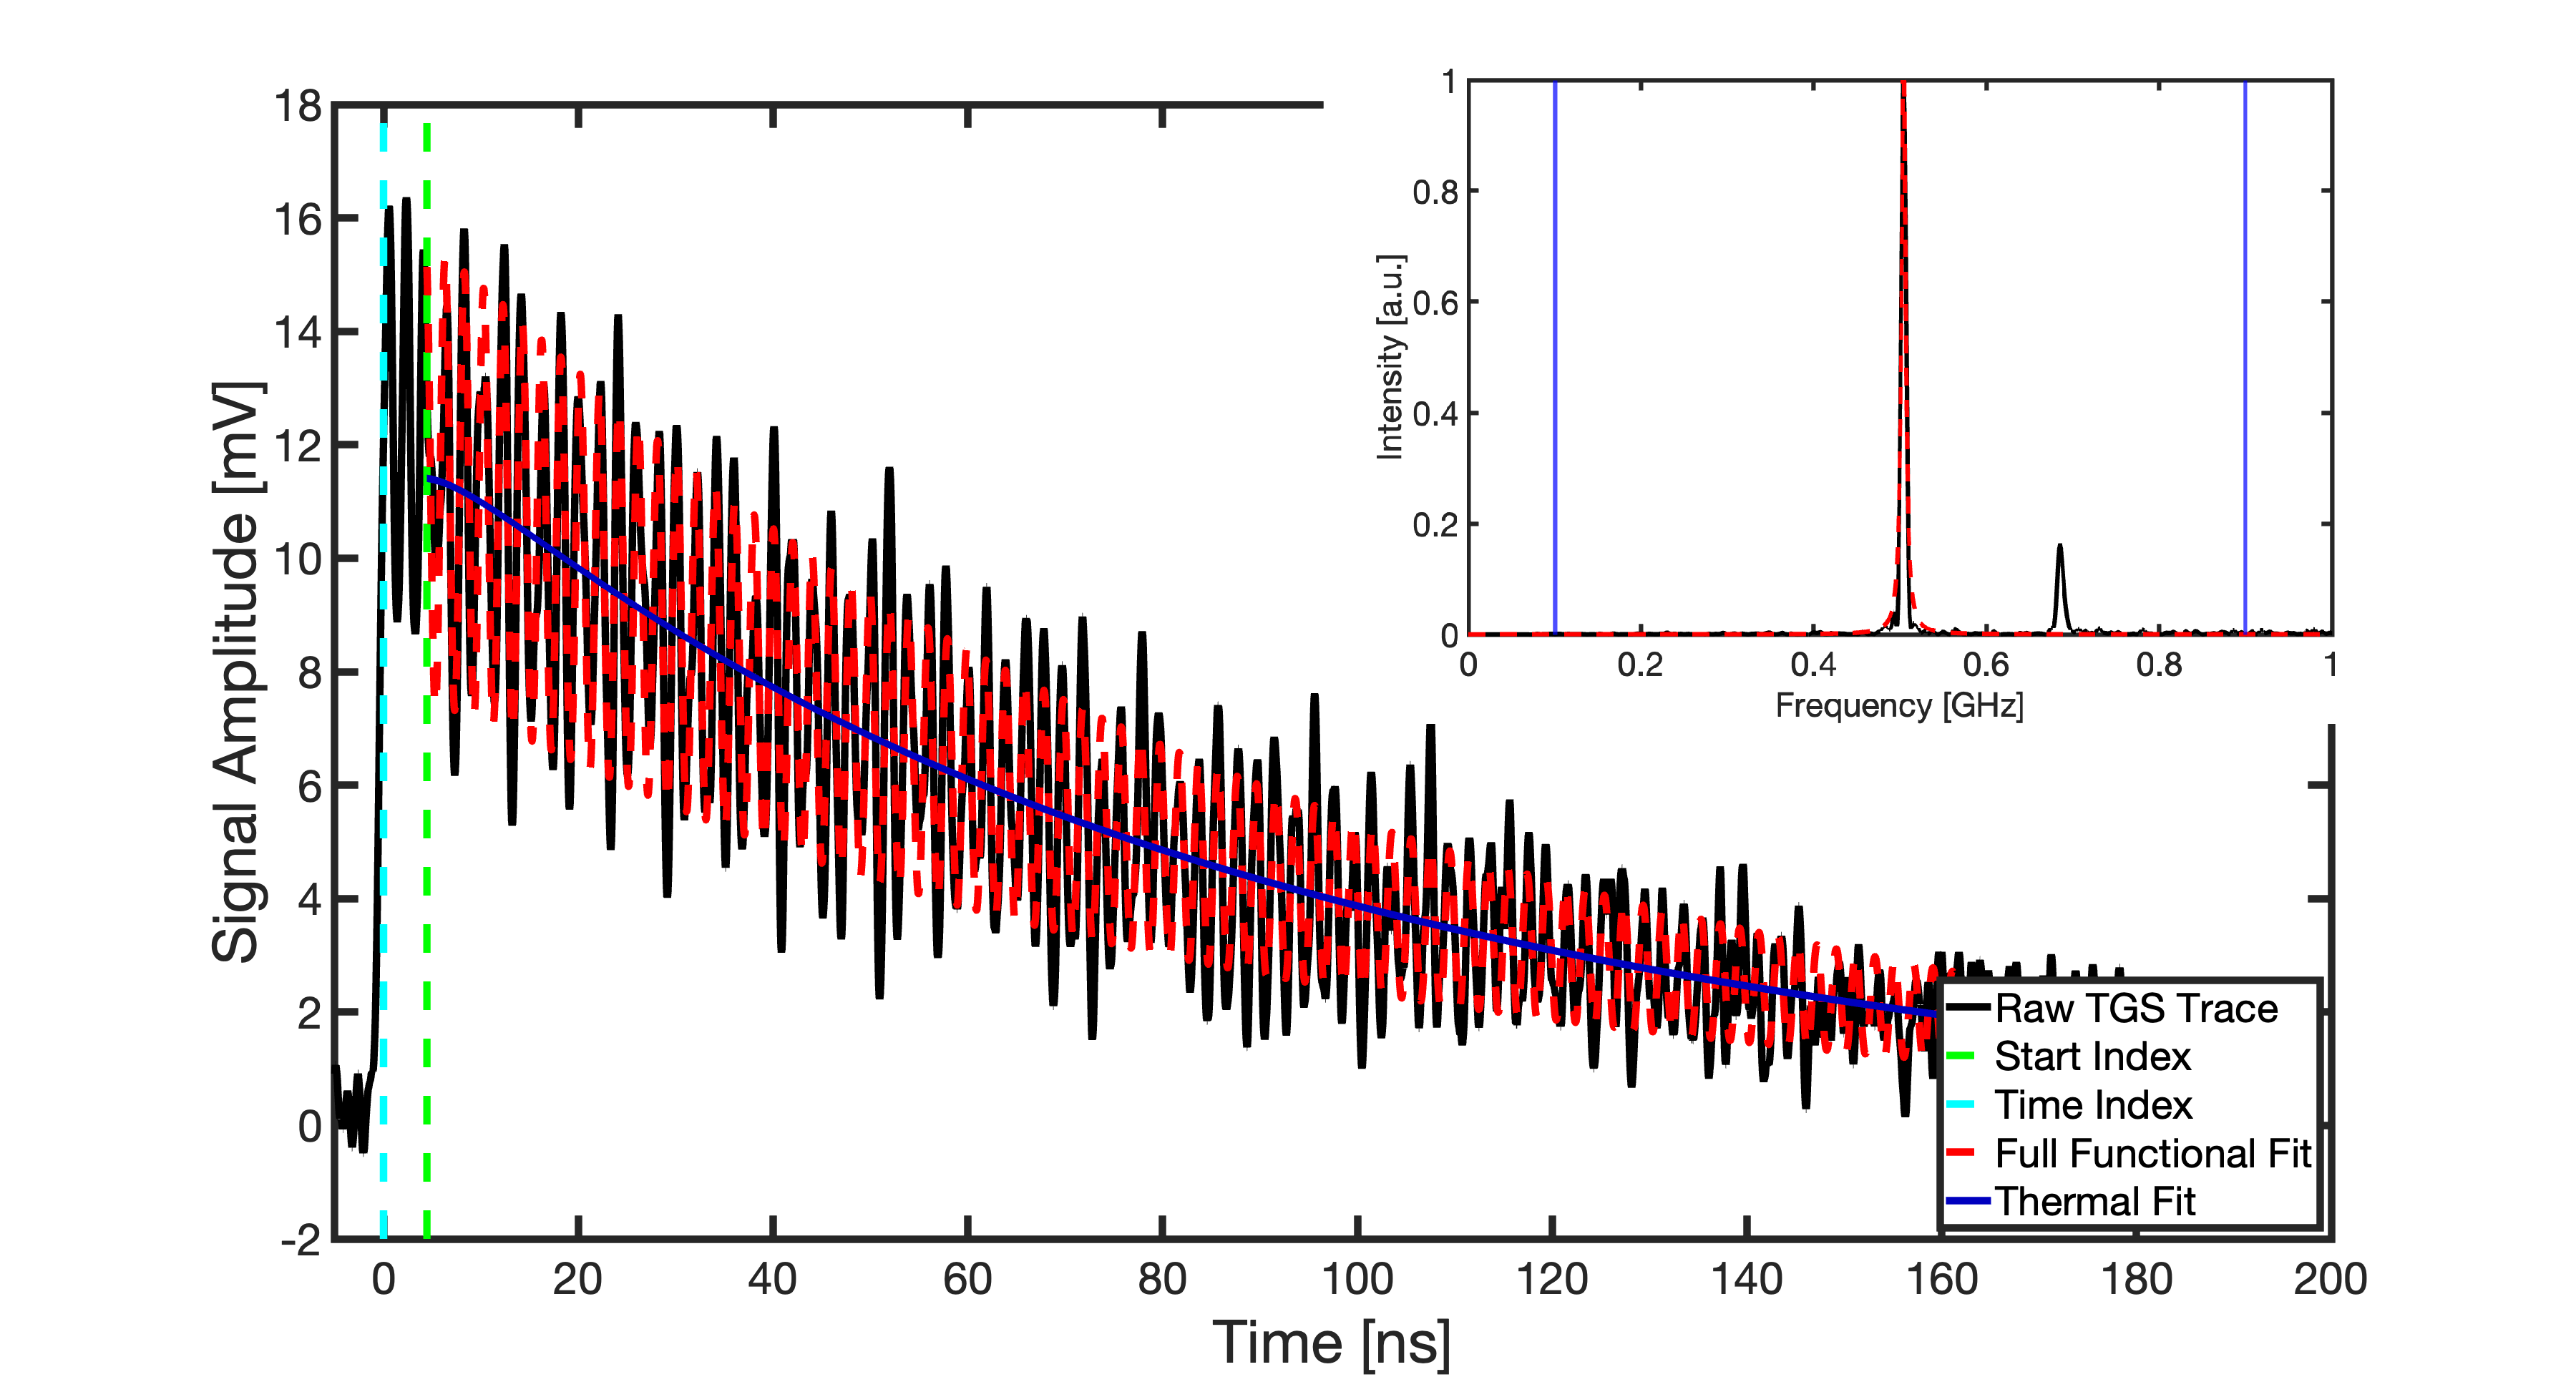 18
16
14
12
10
8
6
4
2
0
-2
Signal Amplitude [mV]
0 20 40 60 80 100 120 140 160 180 200
Time [ns]
1
0.8
0.6
0.4
0.2
0
Intensity [a.u.]
0 0.2 0.4 0.6 0.8 1
Frequency [GHz]
Raw TGS Trace
Start Index
Time Index
Full Functional Fit
Thermal Fit